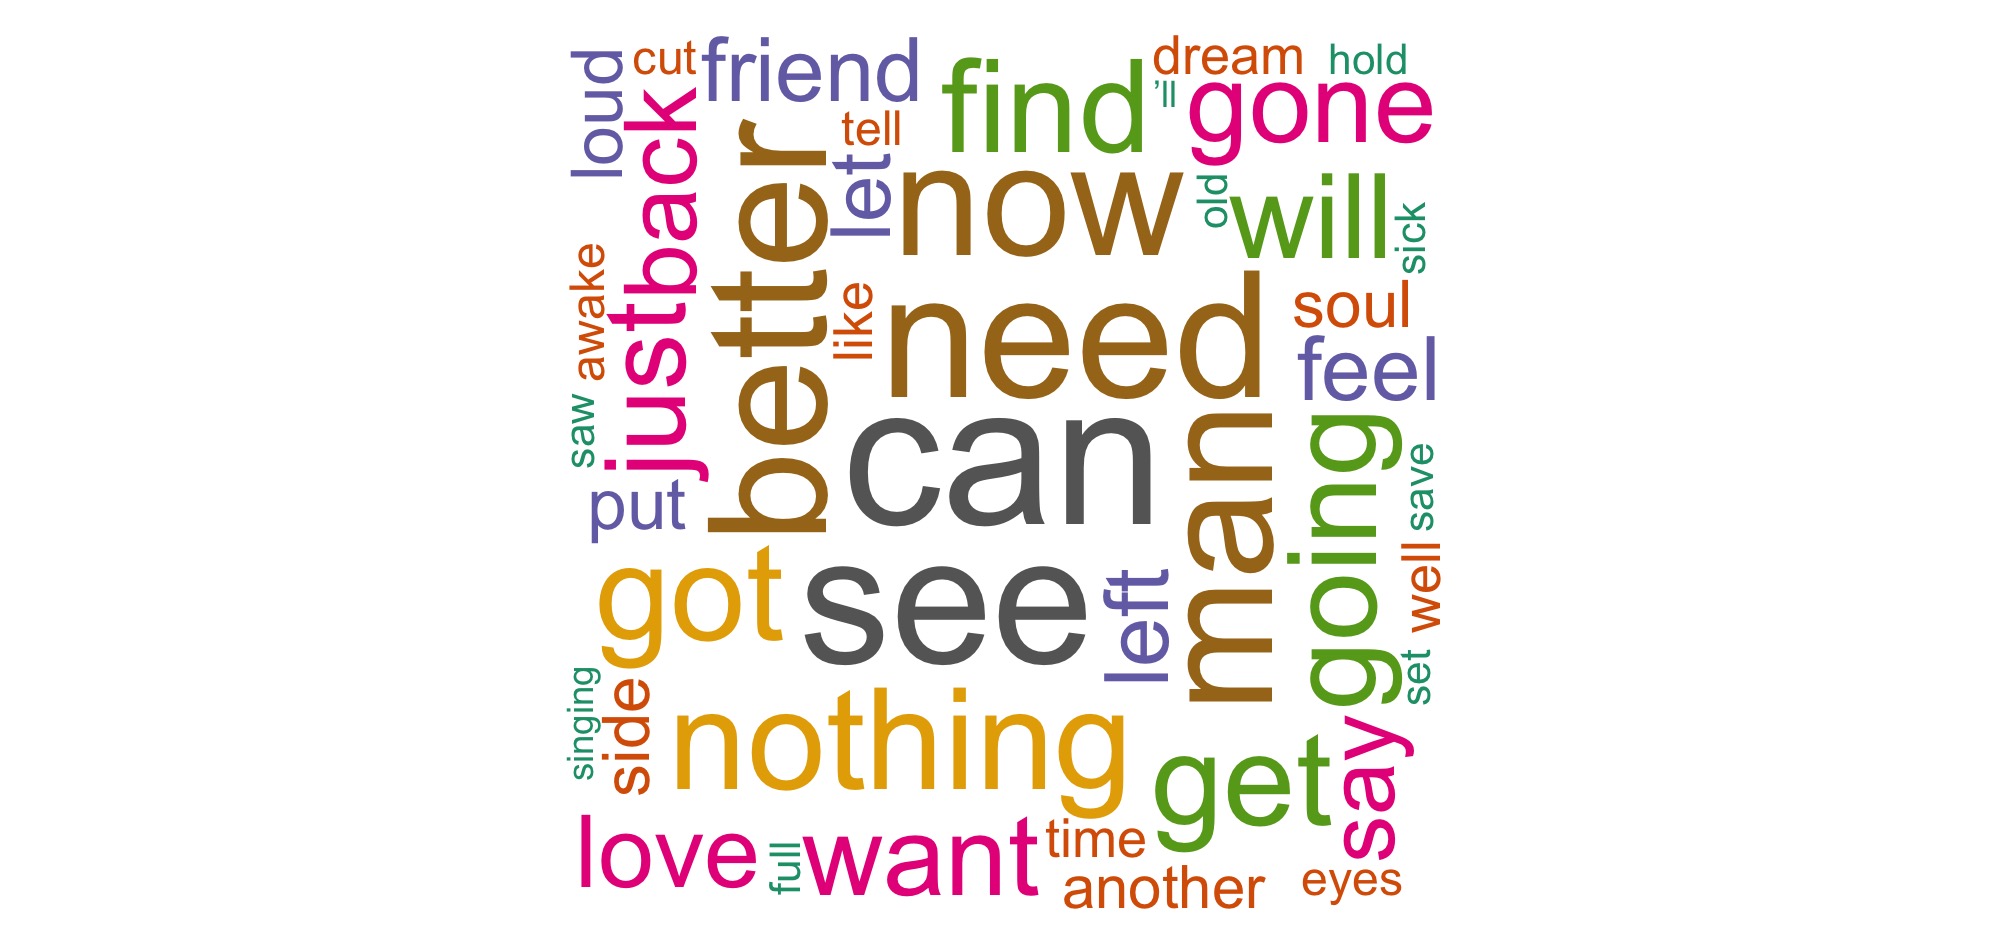 loud
cut
friend
find
dream
hold
'll
gone
tell
back
better
let
now
old
will
sick
awake
just
like
need
soul
feel
saw
put
can
man
going
save
got
see
left
well
set
singing
side
nothing
get
say
love
full
want
time
another
eyes